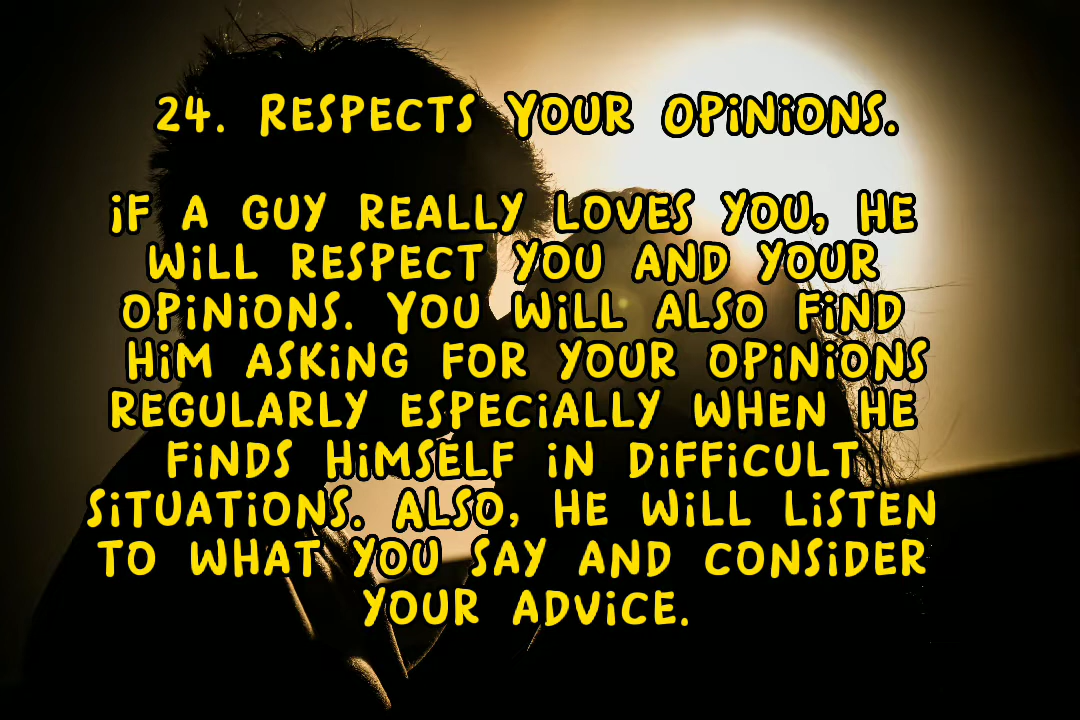 24. RESPECTS YOUR OPINIONS.
IF A GUY REALLY LOVES YOU, HE
WILL RESPECT YOU AND YOUR
OPINIONS. YOU WILL ALSO FIND
HIM ASKING FOR YOUR OPINIONS
REGULARLY ESPECIALLY WHEN HE
FINDS HIMSELF IN DIFFICULT
SITUATIONS. ALSO, HE WILL LISTEN
TO WHAT YOU SAY AND CONSIDER
YOUR ADVICE.